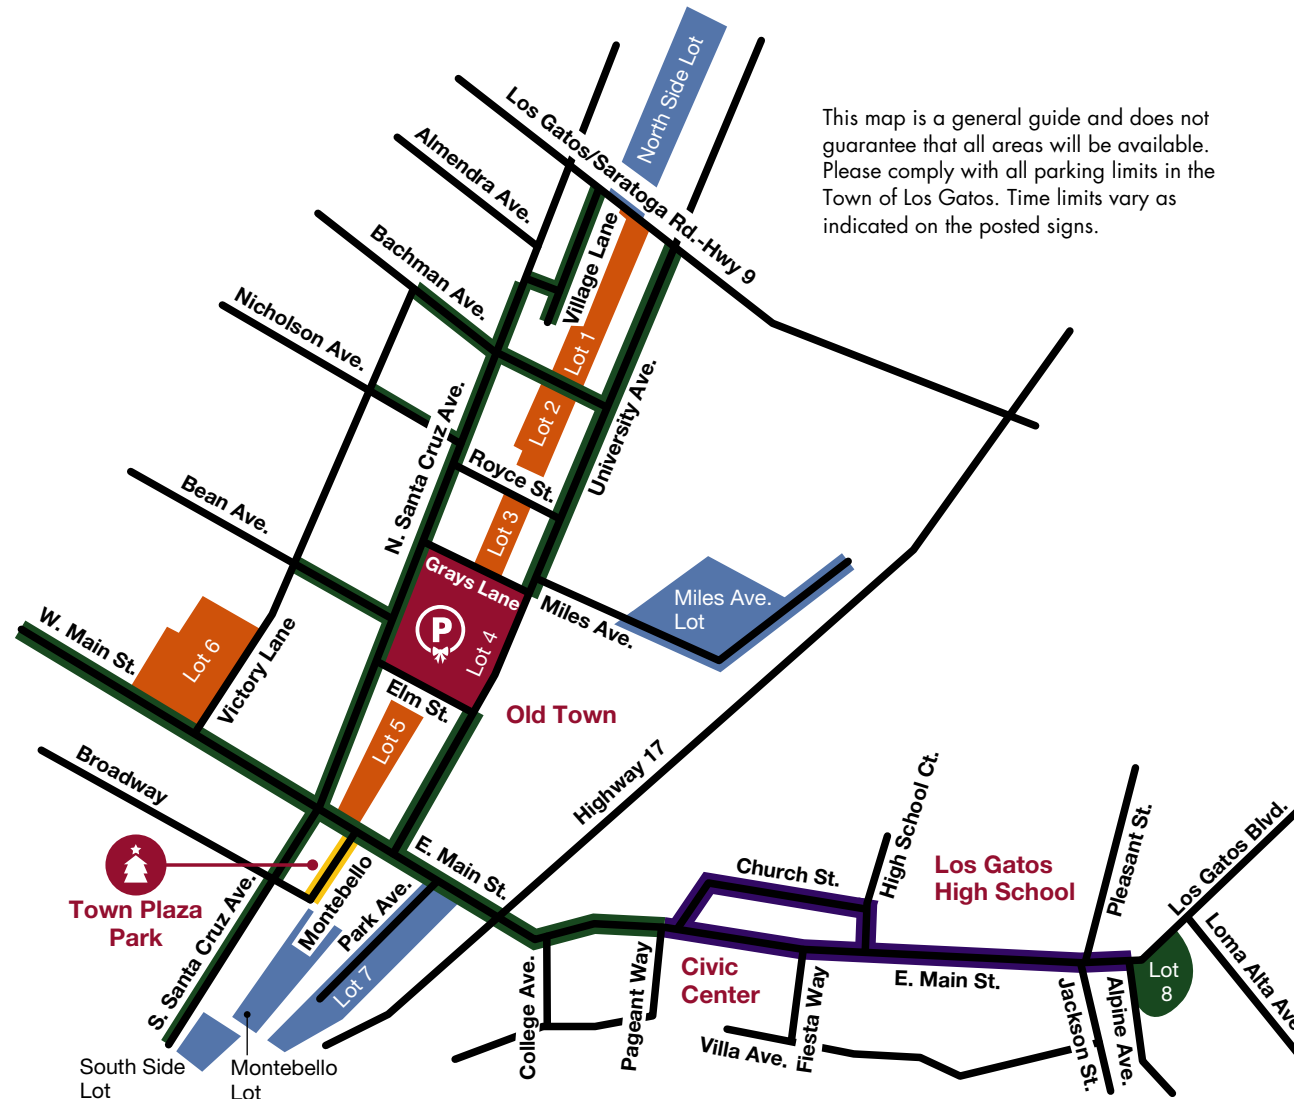 North Side Lot
Los Gatos/Saratoga Rd.-Hwy 9
This map is a general guide and does not
guarantee that all areas will be available.
Please comply with all parking limits in the
Town of Los Gatos. Time limits vary as
indicated on the posted signs.
Almendra Ave.
Bachman Ave.
Village Lane
Nicholson Ave.
Lot 1
University Ave.
Lot 2
N. Santa Cruz Ave.
Royce St.
Bean Ave.
Lot 3
Grays Lane
P
Lot 4
Miles Ave.
Miles Ave.
Lot
W. Main St.
Lot 6
Victory Lane
Elm St.
Old Town
Lot 5
Broadway
Highway 17
Town Plaza
Park
Montebello
Park Ave.
E. Main St.
S. Santa Cruz Ave.
Lot 7
South Side
Lot
Montebello
Lot
Church St.
High School Ct.
Los Gatos
High School
Pleasant St.
Los Gatos Blvd.
Loma Alta Ave
Civic
Center
E. Main St.
Lot
8
College Ave.
Pageant Way
Villa Ave.
Fiesta Way
Jackson St.
Alpine Ave.